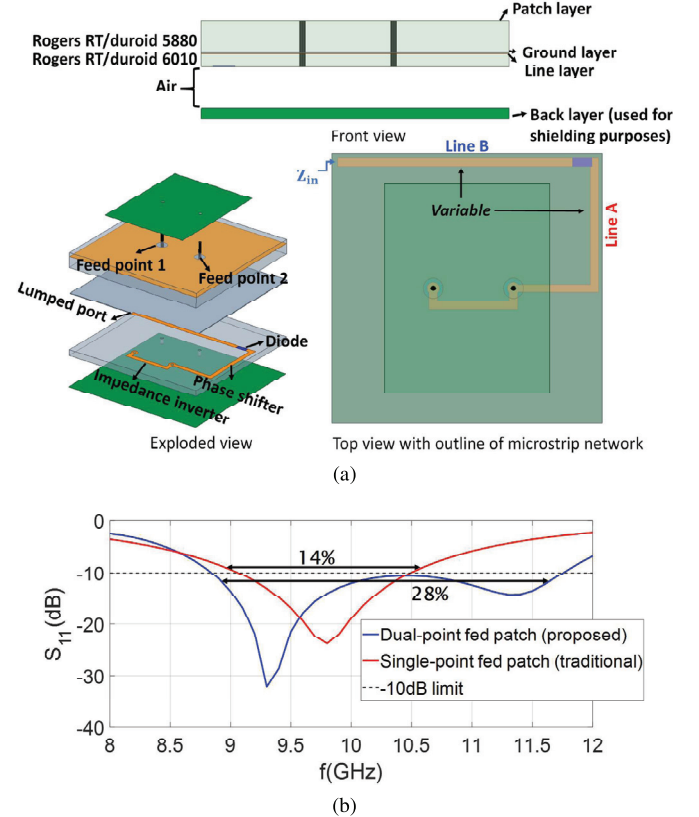 Patch layer
Rogers RT/duroid 5880
Ground layer
Rogers RT/duroid 6010
Line layer
Air
Back layer (used for
shielding purposes)
Front view
Line B
Zin
Variable
Line A
Feed point 1
Feed point 2
Lumped port
Diode
Impedance inverter
Phase shifter
Exploded view
Top view with outline of microstrip network
(a)
0
-10
-20
-30
-40
S11(dB)
14%
28%
Dual-point fed patch (proposed)
Single-point fed patch (traditional)
-10dB limit
8 8.5 9 9.5 10 10.5 11 11.5 12
f(GHz)
(b)